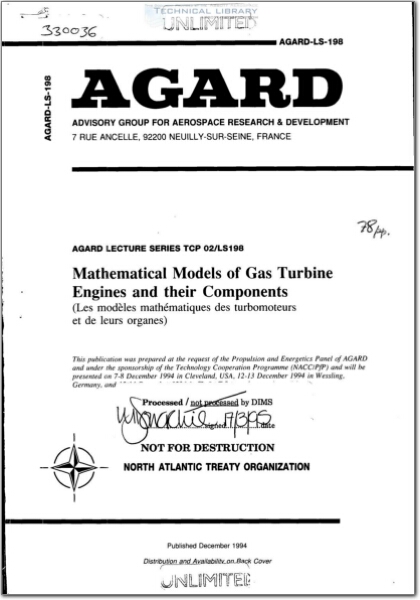 TECHNICAL LIBRARY
UNLIMITED
330036
AGARD-LS-198
AGARD-LS-198
AGARD
ADVISORY GROUP FOR AEROSPACE RESEARCH & DEVELOPMENT
7 RUE ANCELLE, 92200 NEUILLY-SUR-SEINE, FRANCE
78pp.
AGARD LECTURE SERIES TCP 02/LS198
Mathematical Models of Gas Turbine
Engines and their Components
(Les modèles mathématiques des turbomoteurs
et de leurs organes)
This publication was prepared at the request of the Propulsion and Energetics Panel of AGARD
and under the sponsorship of the Technology Cooperation Programme (NACC/PfP) and will be
presented on 7-8 December 1994 in Cleveland, USA, 12-13 December 1994 in Wessling,
Germany, and
Processed / not processed by DIMS
signed date
NOT FOR DESTRUCTION
NORTH ATLANTIC TREATY ORGANIZATION
Published December 1994
Distribution and Availability on Back Cover
UNLIMITED